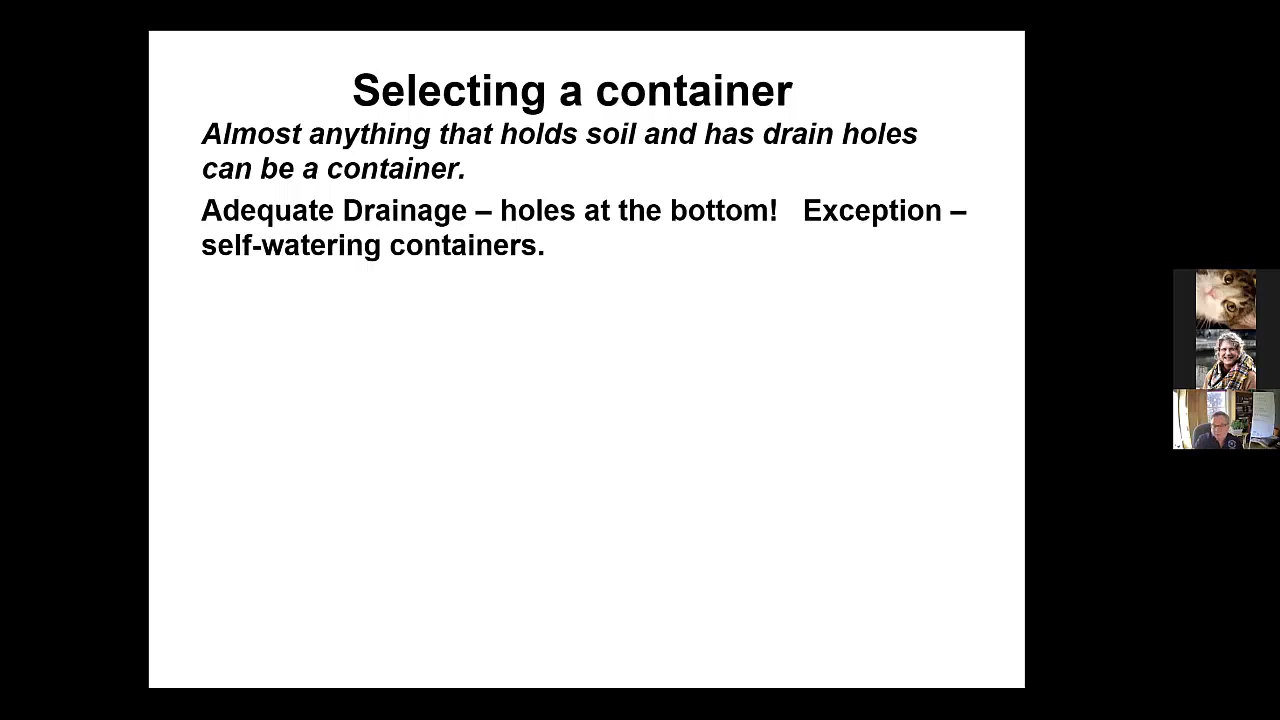 Selecting a container
Almost anything that holds soil and has drain holes
can be a container.
Adequate Drainage – holes at the bottom!   Exception –
self-watering containers.